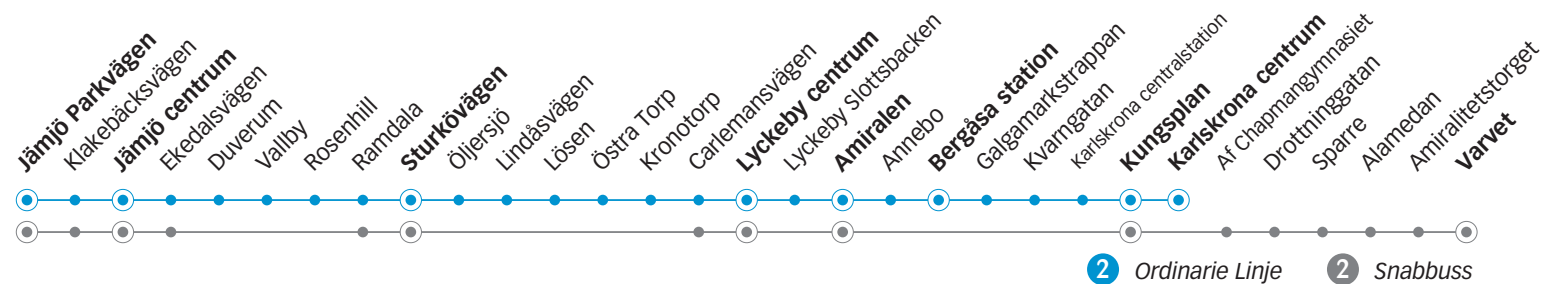 Jämjö Parkvägen
Klakebäcksvägen
Jämjö centrum
Ekedalsvägen
Duverum
Vallby
Rosenhill
Ramdala
Sturkövägen
Öljersjö
Lindåsvägen
Lösen
Östra Torp
Kronotorp
Carlemansvägen
Lyckeby centrum
Lyckeby Slottsbacken
Amiralen
Annebo
Bergåsa station
Galgamarkstrappan
Kvarngatan
Karlskrona centralstation
Kungsplan
Karlskrona centrum
Af Chapmangymnasiet
Drottninggatan
Sparre
Alamedan
Amiralitetstorget
Varvet
2 Ordinarie Linje 2 Snabbuss